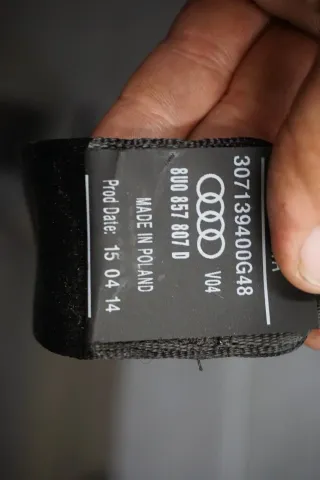 307139400G48
V04
8U0 857 807 D
MADE IN POLAND
Prod Date: 15 04 14